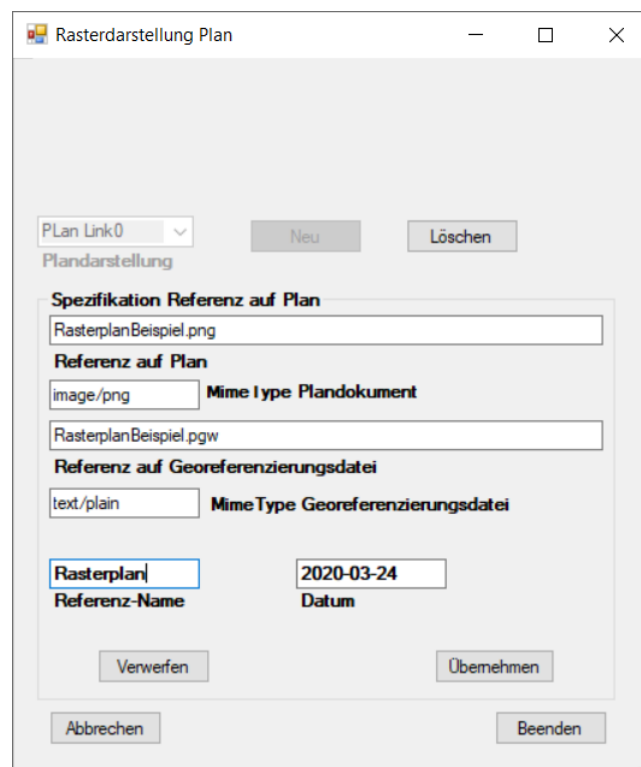 Rasterdarstellung Plan
PLan Link0
Neu
Löschen
Plandarstellung
Spezifikation Referenz auf Plan
RasterplanBeispiel.png
Referenz auf Plan
image/png
MimeType Plandokument
RasterplanBeispiel.pgw
Referenz auf Georeferenzierungsdatei
text/plain
MimeType Georeferenzierungsdatei
Rasterplan
2020-03-24
Referenz-Name
Datum
Verwerfen
Übernehmen
Abbrechen
Beenden